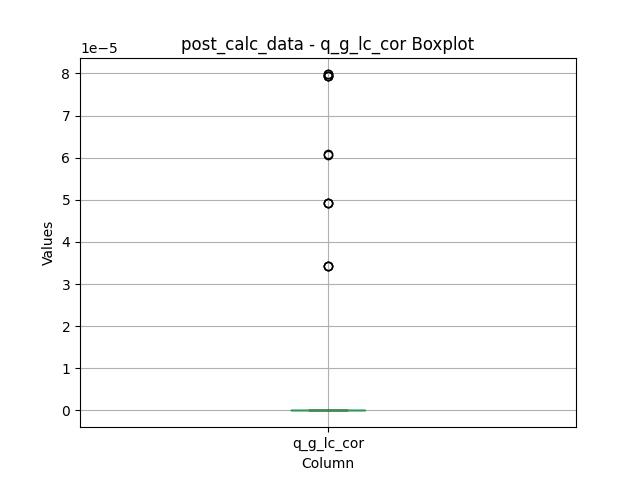 post_calc_data - q_g_lc_cor Boxplot
1e−5
8
7
6
5
4
3
2
1
0
Values
q_g_lc_cor
Column